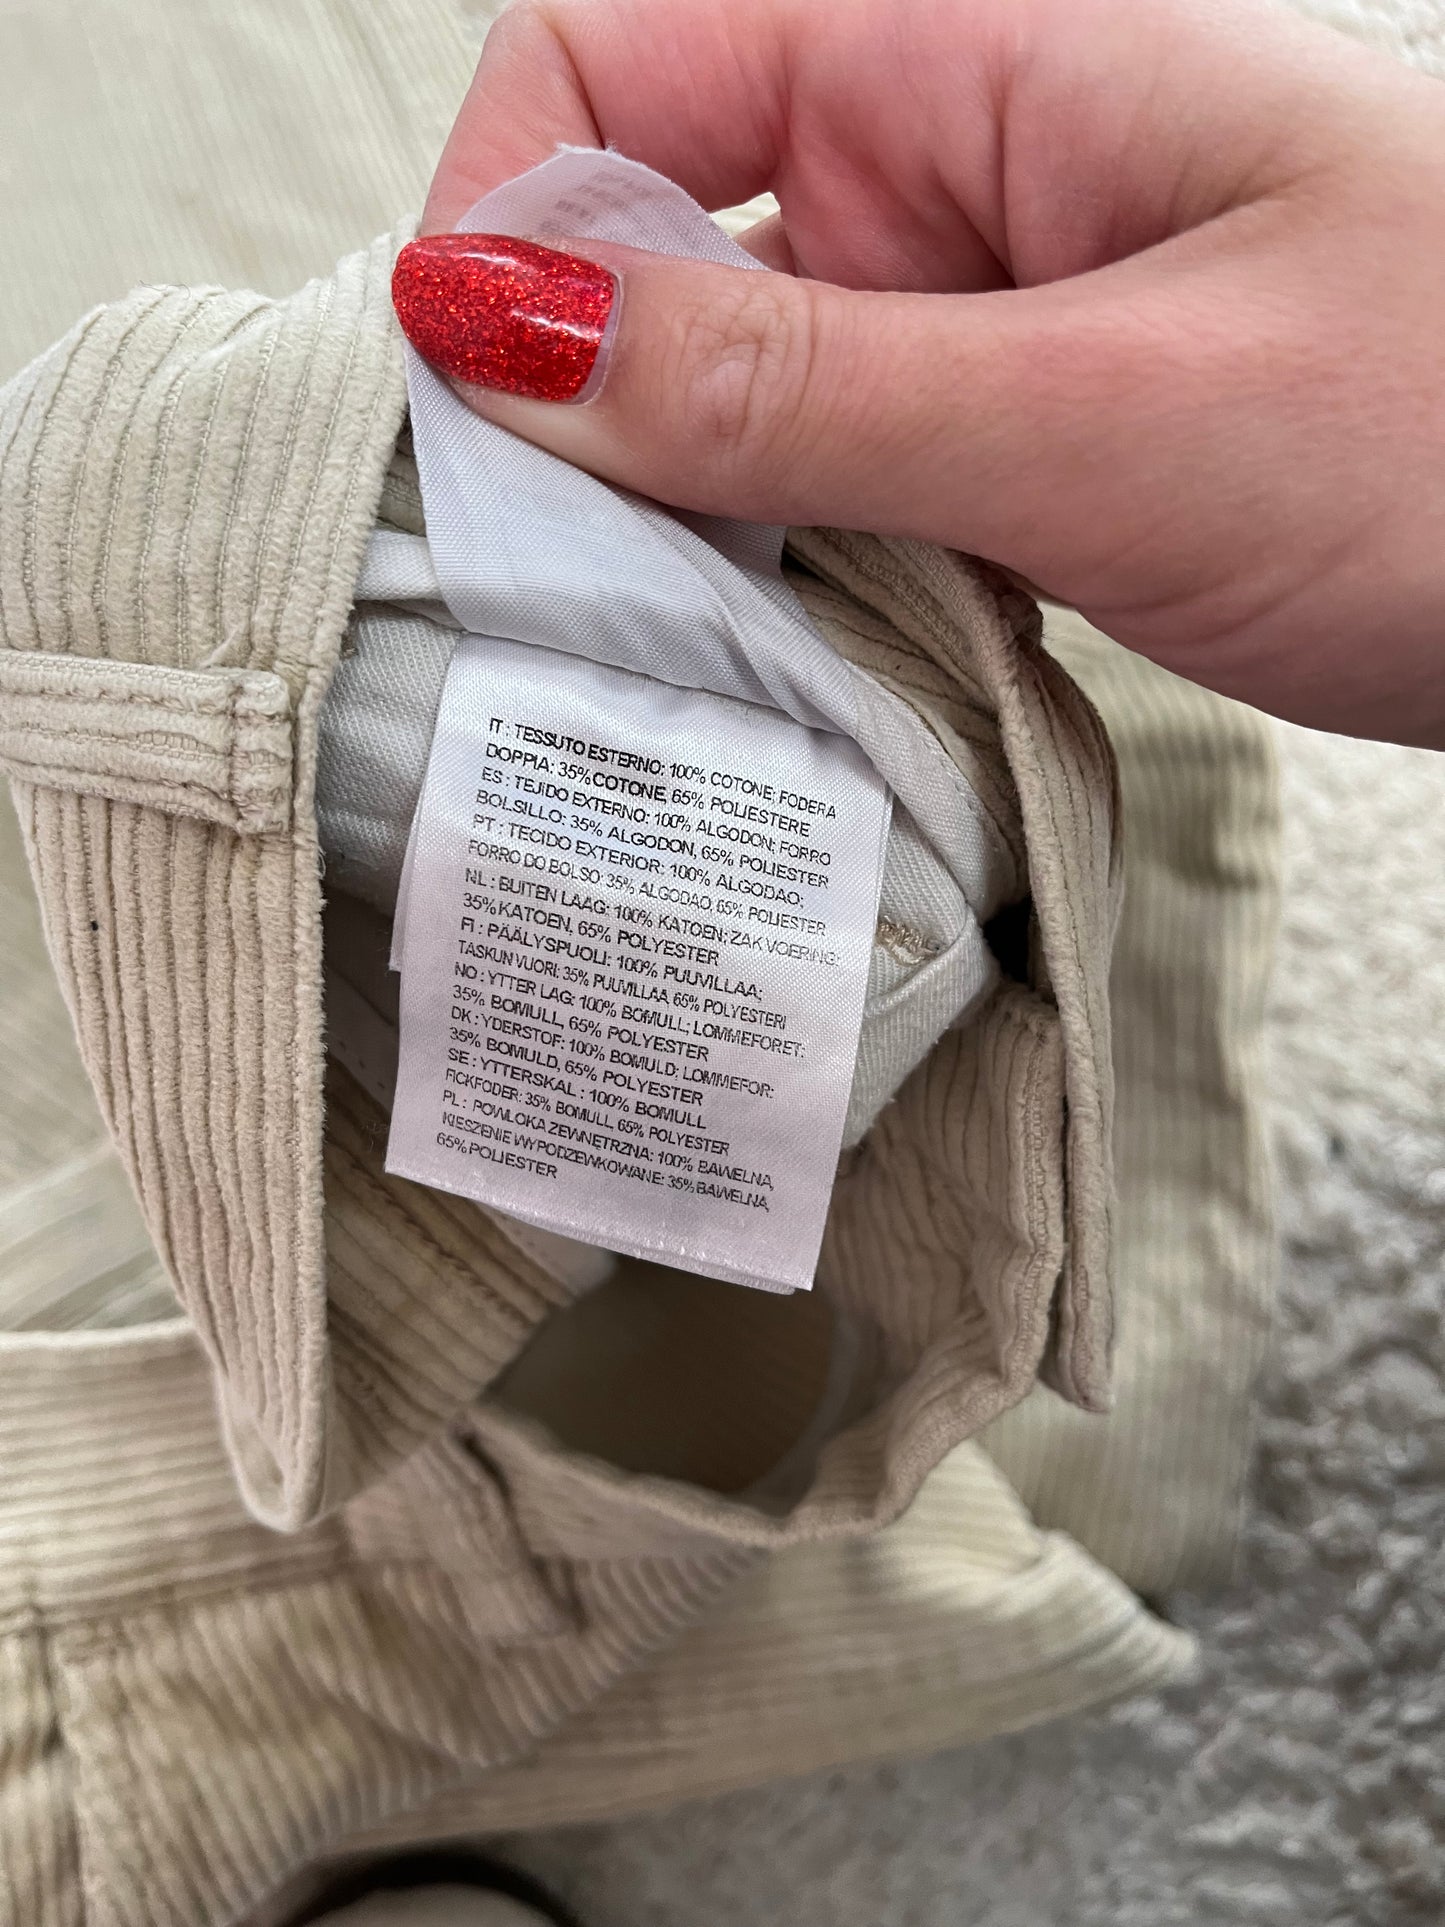 IT : TESSUTO ESTERNO: 100% COTONE; FODERA
DOPPIA: 35% COTONE, 65% POLIESTERE
ES : TEJIDO EXTERNO: 100% ALGODON; FORRO
BOLSILLO: 35% ALGODON, 65% POLIESTER
PT : TECIDO EXTERIOR: 100% ALGODAO;
FORRO DO BOLSO: 35% ALGODAO, 65% POLIESTER
NL : BUITEN LAAG: 100% KATOEN; ZAK VOERING:
35% KATOEN, 65% POLYESTER
FI : PÄÄLYSPUOLI: 100% PUUVILLAA;
TASKUN VUORI: 35% PUUVILLAA, 65% POLYESTERI
NO : YTTER LAG: 100% BOMULL; LOMMEFORET:
35% BOMULL, 65% POLYESTER
DK : YDERSTOF: 100% BOMULD; LOMMEFOR:
35% BOMULD, 65% POLYESTER
SE : YTTERSKAL : 100% BOMULL
FICKFODER: 35% BOMULL, 65% POLYESTER
PL : POWLOKA ZEWNĘTRZNA: 100% BAWELNA,
KIESZENIE WYPODZEWKOWANE: 35% BAWELNA,
65% POLIESTER